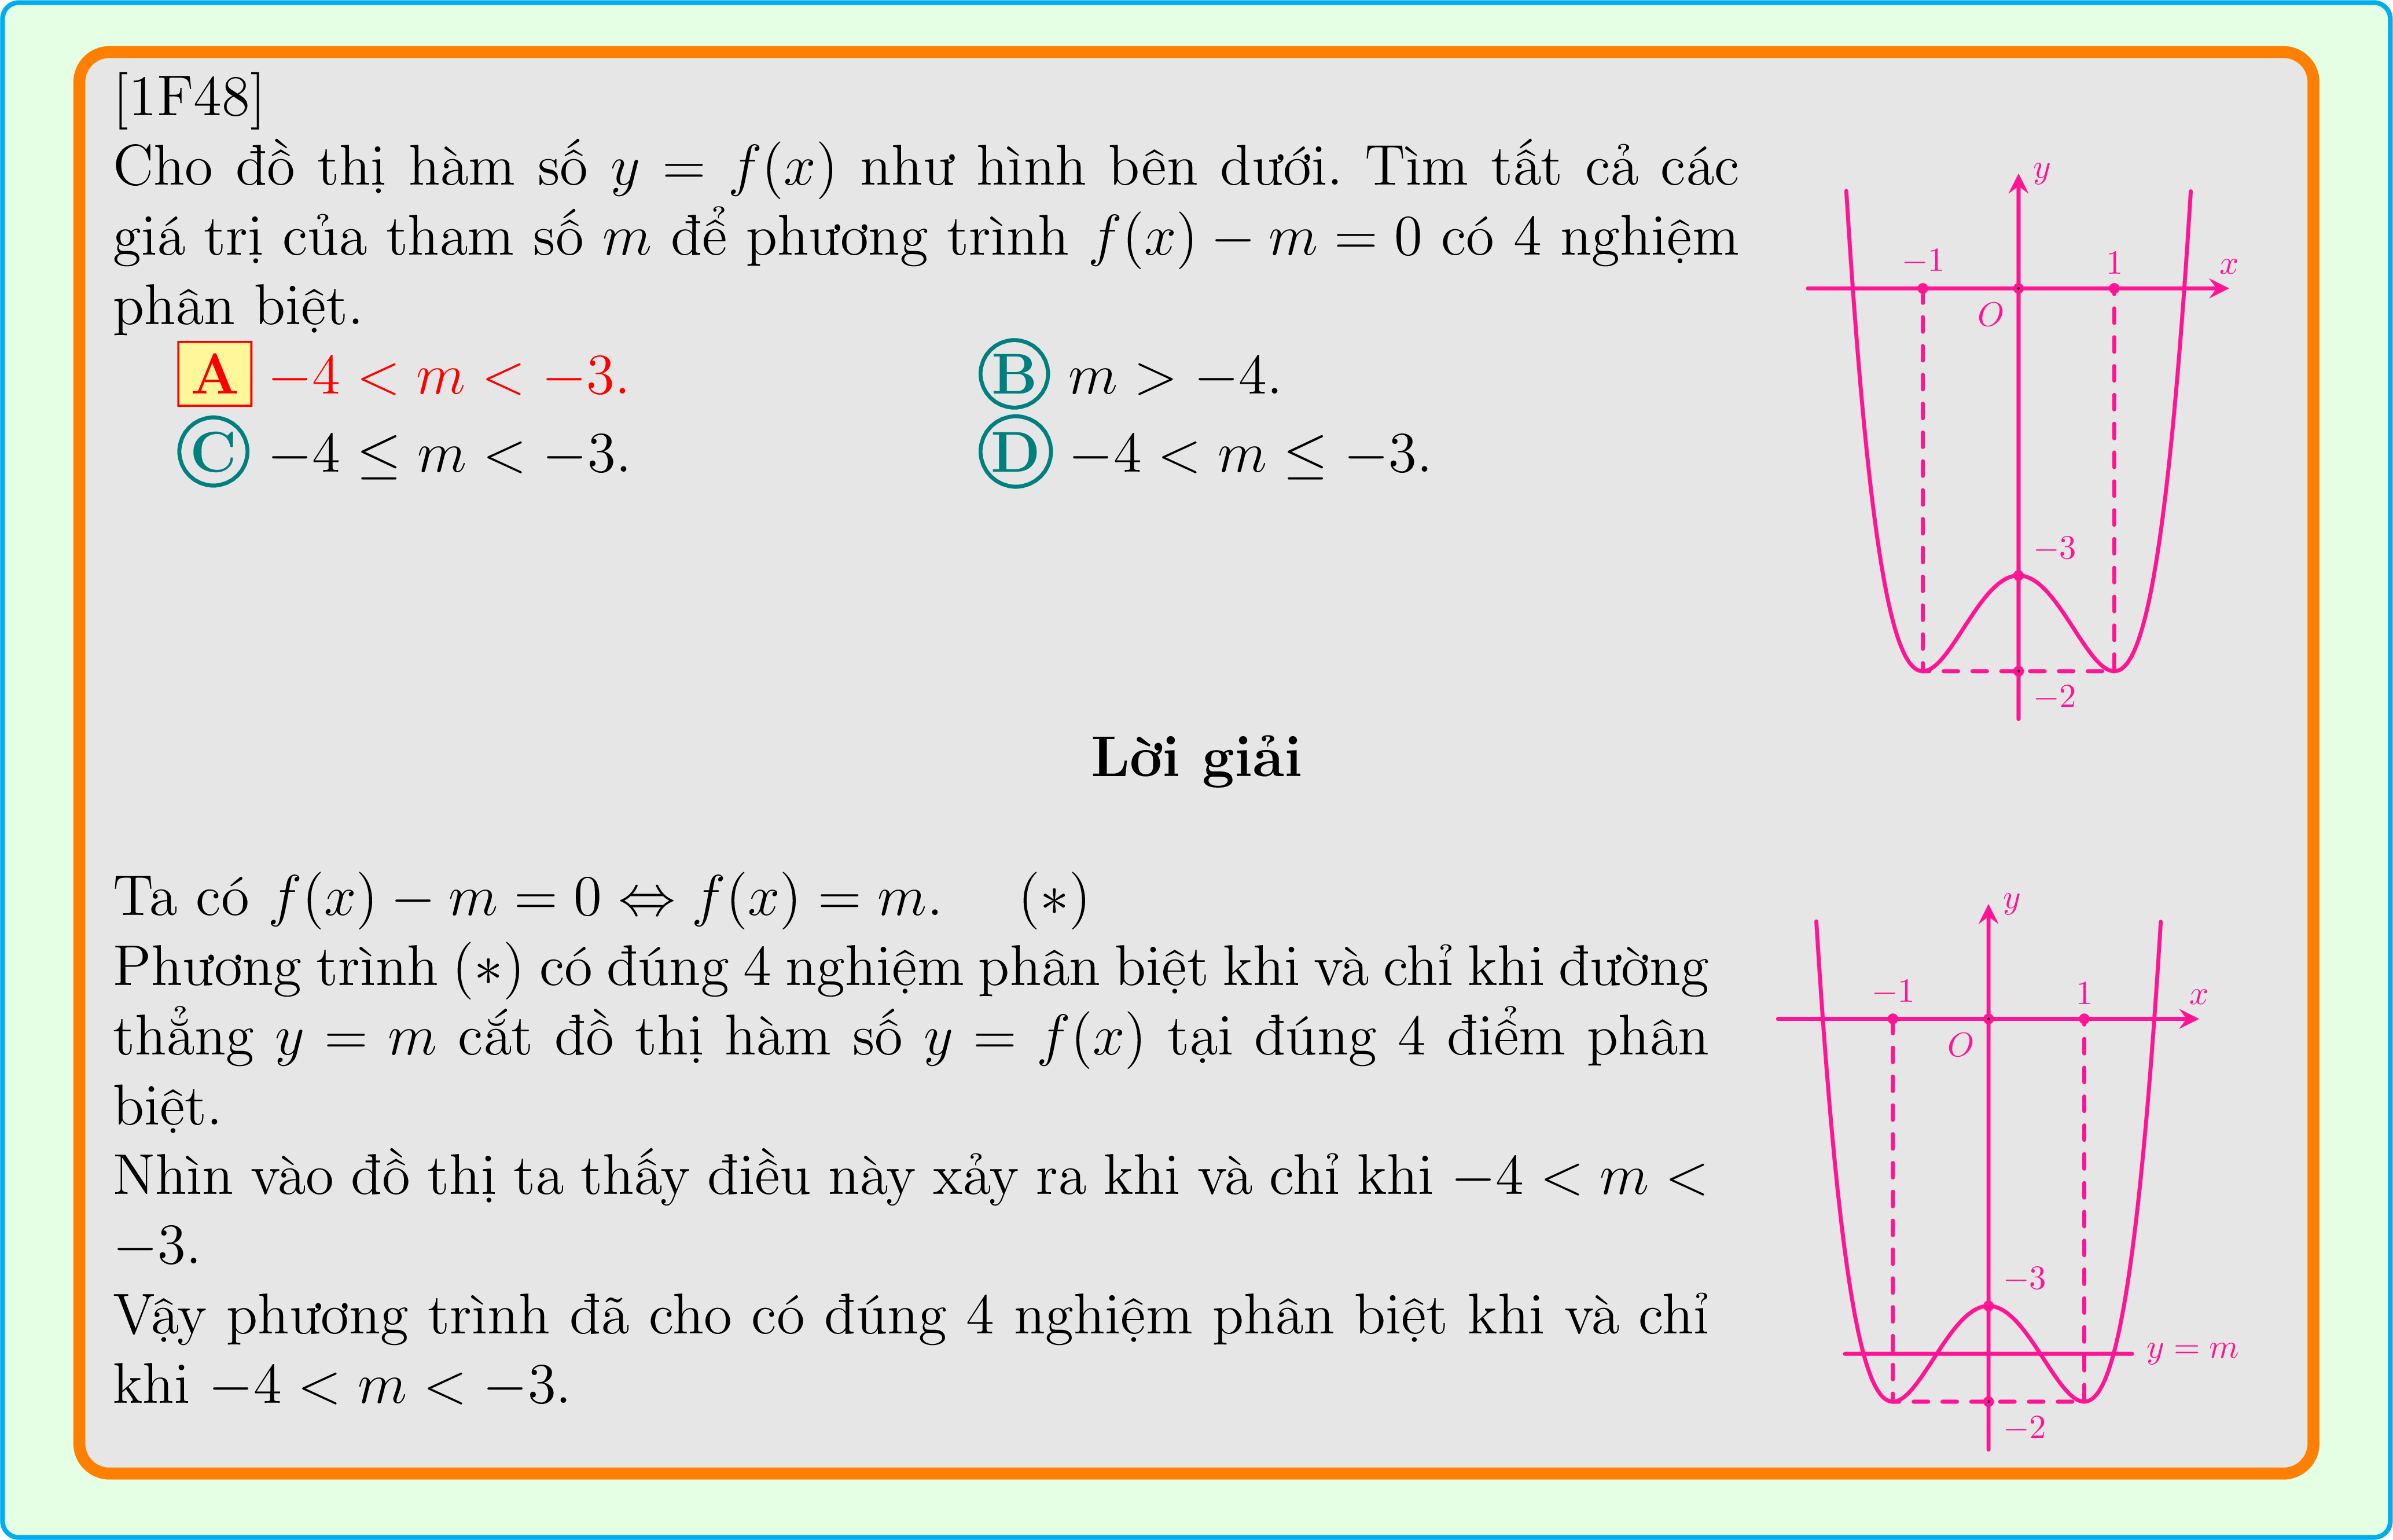 [1F48]
Cho đồ thị hàm số y = f(x) như hình bên dưới. Tìm tất cả các
giá trị của tham số m để phương trình f(x) − m = 0 có 4 nghiệm
phân biệt.
A −4 < m < −3.
B m > −4.
C −4 ≤ m < −3.
D −4 < m ≤ −3.
y
−1
1
x
O
−3
−2
Lời giải
Ta có f(x) − m = 0 ⇔ f(x) = m. (∗)
Phương trình (∗) có đúng 4 nghiệm phân biệt khi và chỉ khi đường
thẳng y = m cắt đồ thị hàm số y = f(x) tại đúng 4 điểm phân
biệt.
Nhìn vào đồ thị ta thấy điều này xảy ra khi và chỉ khi −4 < m <
−3.
Vậy phương trình đã cho có đúng 4 nghiệm phân biệt khi và chỉ
khi −4 < m < −3.
y
−1
1
x
O
−3
y = m
−2